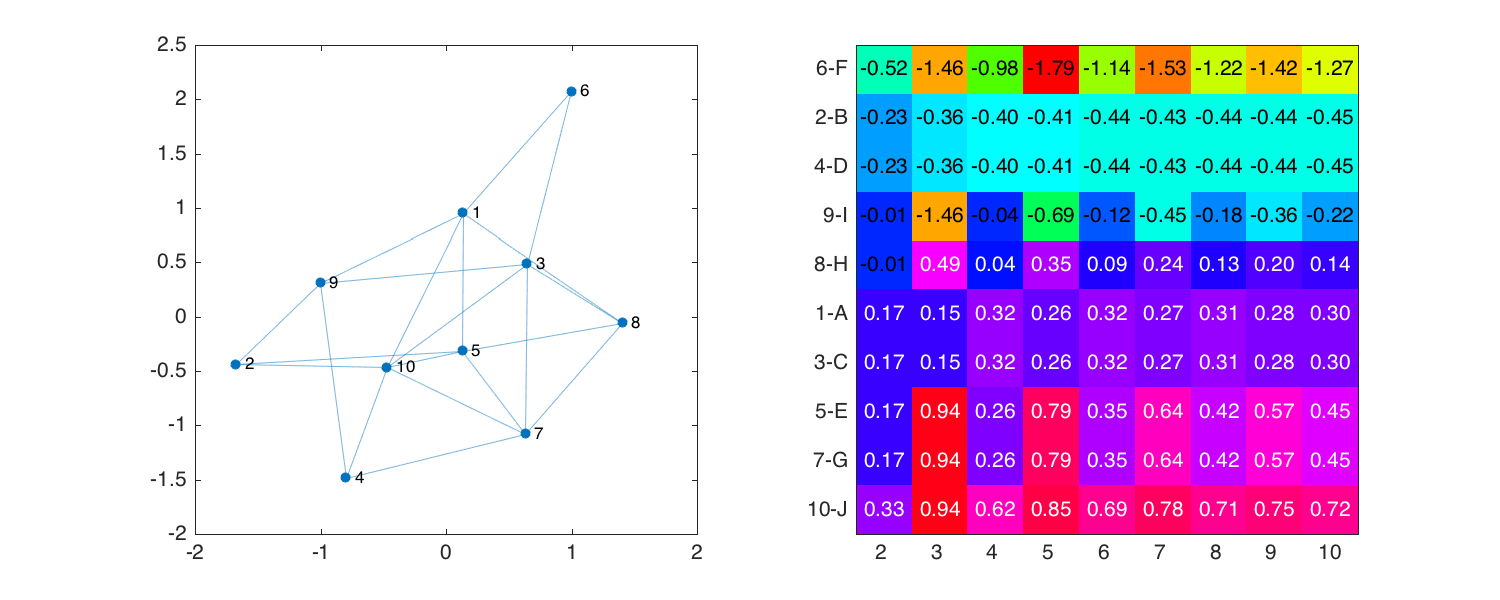 2.5
2
1.5
1
0.5
0
-0.5
-1
-1.5
-2
-2 -1 0 1 2
6
1
3
9
8
5
2
10
7
4
6-F -0.52 -1.46 -0.98 -1.79 -1.14 -1.53 -1.22 -1.42 -1.27
2-B -0.23 -0.36 -0.40 -0.41 -0.44 -0.43 -0.44 -0.44 -0.45
4-D -0.23 -0.36 -0.40 -0.41 -0.44 -0.43 -0.44 -0.44 -0.45
9-I -0.01 -1.46 -0.04 -0.69 -0.12 -0.45 -0.18 -0.36 -0.22
8-H -0.01 0.49 0.04 0.35 0.09 0.24 0.13 0.20 0.14
1-A 0.17 0.15 0.32 0.26 0.32 0.27 0.31 0.28 0.30
3-C 0.17 0.15 0.32 0.26 0.32 0.27 0.31 0.28 0.30
5-E 0.17 0.94 0.26 0.79 0.35 0.64 0.42 0.57 0.45
7-G 0.17 0.94 0.26 0.79 0.35 0.64 0.42 0.57 0.45
10-J 0.33 0.94 0.62 0.85 0.69 0.78 0.71 0.75 0.72
2 3 4 5 6 7 8 9 10